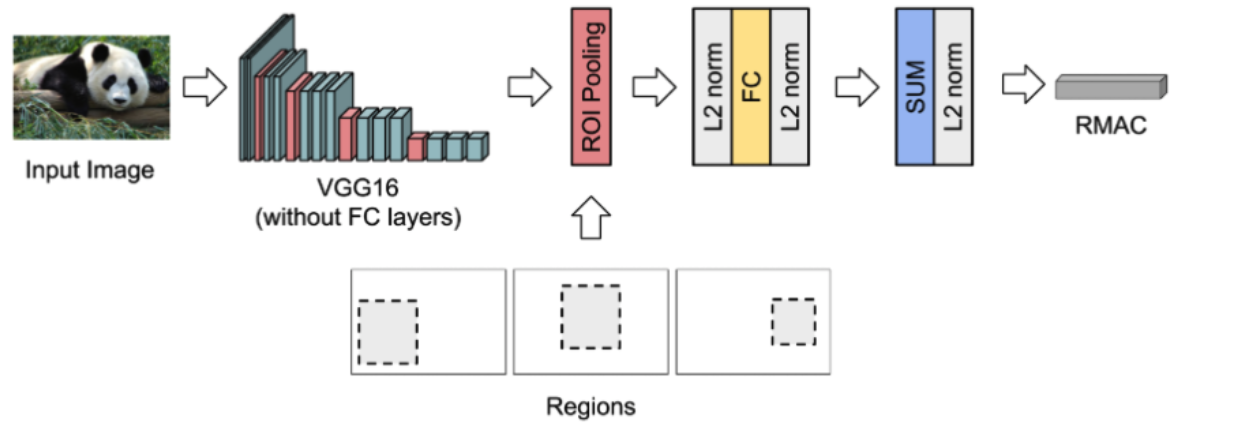 Input Image
VGG16
(without FC layers)
ROI Pooling
L2 norm
FC
L2 norm
SUM
L2 norm
RMAC
Regions